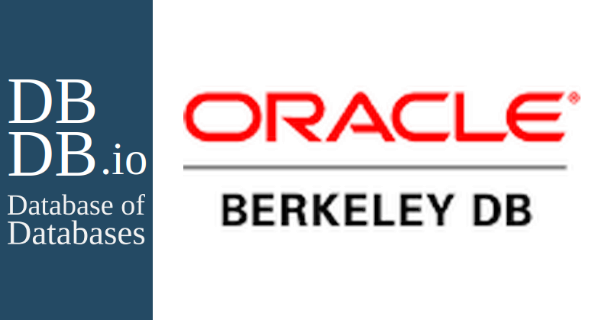 DB
DB.io
Database of
Databases
ORACLE®
BERKELEY DB